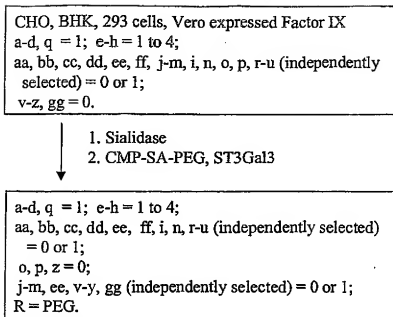 CHO, BHK, 293 cells, Vero expressed Factor IX
a-d, q = 1; e-h = 1 to 4;
aa, bb, cc, dd, ee, ff, j-m, i, n, o, p, r-u (independently
selected) = 0 or 1;
v-z, gg = 0.
1. Sialidase
2. CMP-SA-PEG, ST3Gal3
a-d, q = 1; e-h = 1 to 4;
aa, bb, cc, dd, ee, ff, i, n, r-u (independently selected)
= 0 or 1;
o, p, z = 0;
j-m, ee, v-y, gg (independently selected) = 0 or 1;
R = PEG.